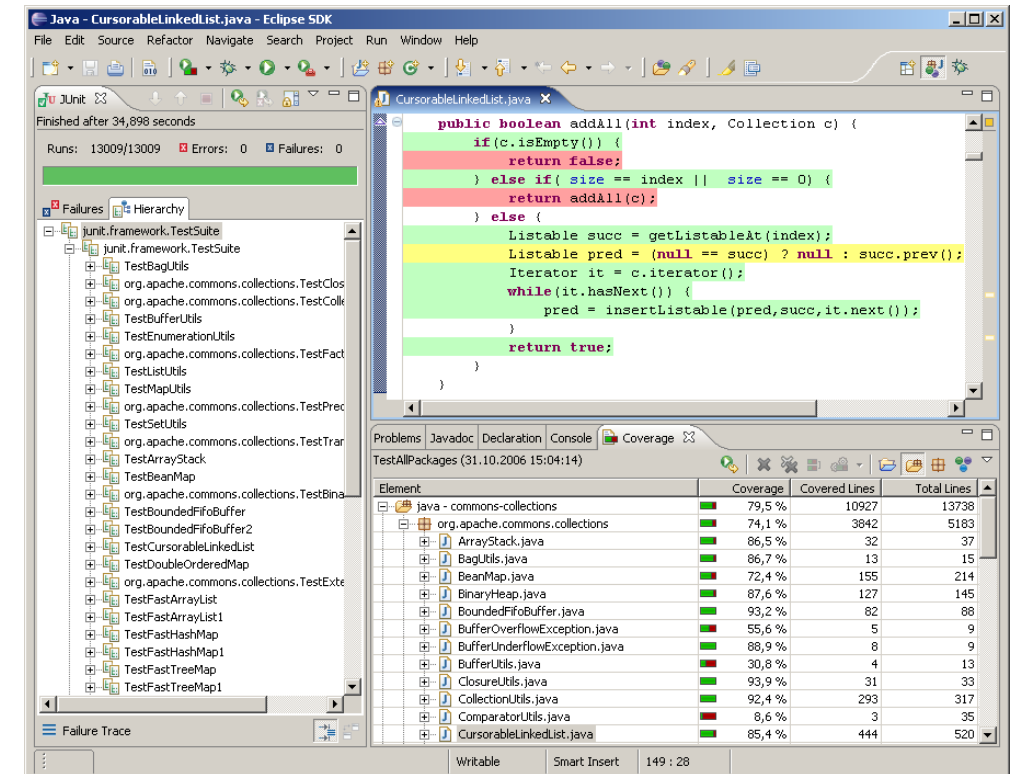 Java - CursorableLinkedList.java - Eclipse SDK
File Edit Source Refactor Navigate Search Project Run Window Help
JUnit
Finished after 34,898 seconds
Runs: 13009/13009 Errors: 0 Failures: 0
Failures Hierarchy
junit.framework.TestSuite
junit.framework.TestSuite
TestBagUtils
org.apache.commons.collections.TestClos
org.apache.commons.collections.TestColle
TestBufferUtils
TestEnumerationUtils
org.apache.commons.collections.TestFact
TestListUtils
TestMapUtils
org.apache.commons.collections.TestPred
TestSetUtils
org.apache.commons.collections.TestTrar
TestArrayStack
TestBeanMap
org.apache.commons.collections.TestBina
TestBoundedFifoBuffer
TestBoundedFifoBuffer2
TestCursorableLinkedList
TestDoubleOrderedMap
org.apache.commons.collections.TestExte
TestFastArrayList
TestFastArrayList1
TestFastHashMap
TestFastHashMap1
TestFastTreeMap
TestFastTreeMap1
Failure Trace
CursorableLinkedList.java
public boolean addAll(int index, Collection c) {
if(c.isEmpty()) {
return false;
} else if( size == index || size == 0) {
return addAll(c);
} else {
Listable succ = getListableAt(index);
Listable pred = (null == succ) ? null : succ.prev();
Iterator it = c.iterator();
while(it.hasNext()) {
pred = insertListable(pred,succ,it.next());
}
return true;
}
}
Problems Javadoc Declaration Console Coverage
TestAllPackages (31.10.2006 15:04:14)
Element Coverage Covered Lines Total Lines
java - commons-collections 79,5 % 10927 13738
org.apache.commons.collections 74,1 % 3842 5183
ArrayStack.java 86,5 % 32 37
BagUtils.java 86,7 % 13 15
BeanMap.java 72,4 % 155 214
BinaryHeap.java 87,6 % 127 145
BoundedFifoBuffer.java 93,2 % 82 88
BufferOverflowException.java 55,6 % 5 9
BufferUnderflowException.java 88,9 % 8 9
BufferUtils.java 30,8 % 4 13
ClosureUtils.java 93,9 % 31 33
CollectionUtils.java 92,4 % 293 317
ComparatorUtils.java 8,6 % 3 35
CursorableLinkedList.java 85,4 % 444 520
Writable Smart Insert 149 : 28